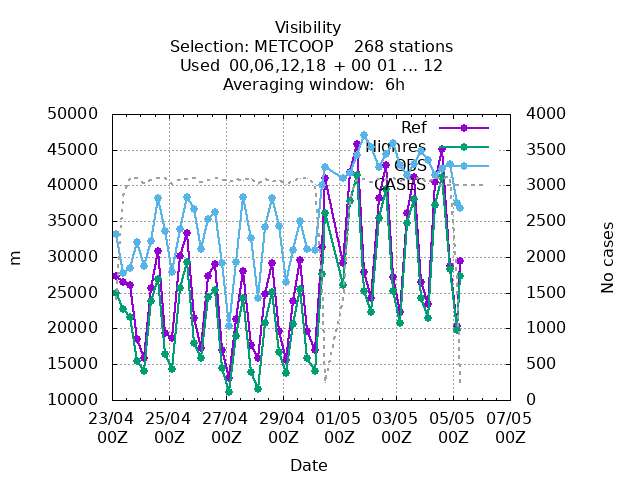 Visibility
Selection: METCOOP    268 stations
Used  00,06,12,18 + 00 01 ... 12
Averaging window:  6h
50000
45000
40000
35000
30000
25000
20000
15000
10000
m
4000
3500
3000
2500
2000
1500
1000
500
0
No cases
Ref
Highres
OBS
CASES
23/04 25/04 27/04 29/04 01/05 03/05 05/05 07/05
00Z 00Z 00Z 00Z 00Z 00Z 00Z 00Z
Date